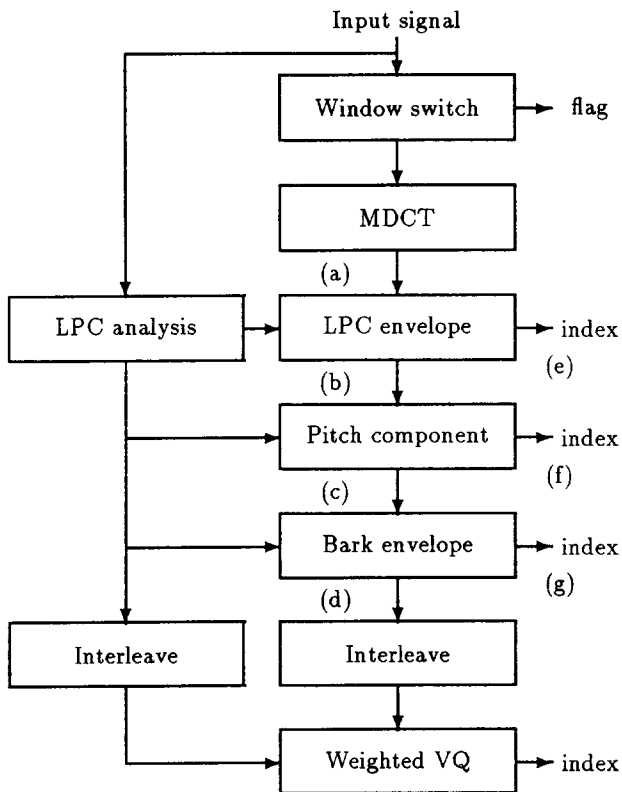 Input signal
Window switch
flag
MDCT
(a)
LPC analysis
LPC envelope
index
(b)
(e)
Pitch component
index
(c)
(f)
Bark envelope
index
(d)
(g)
Interleave
Interleave
Weighted VQ
index